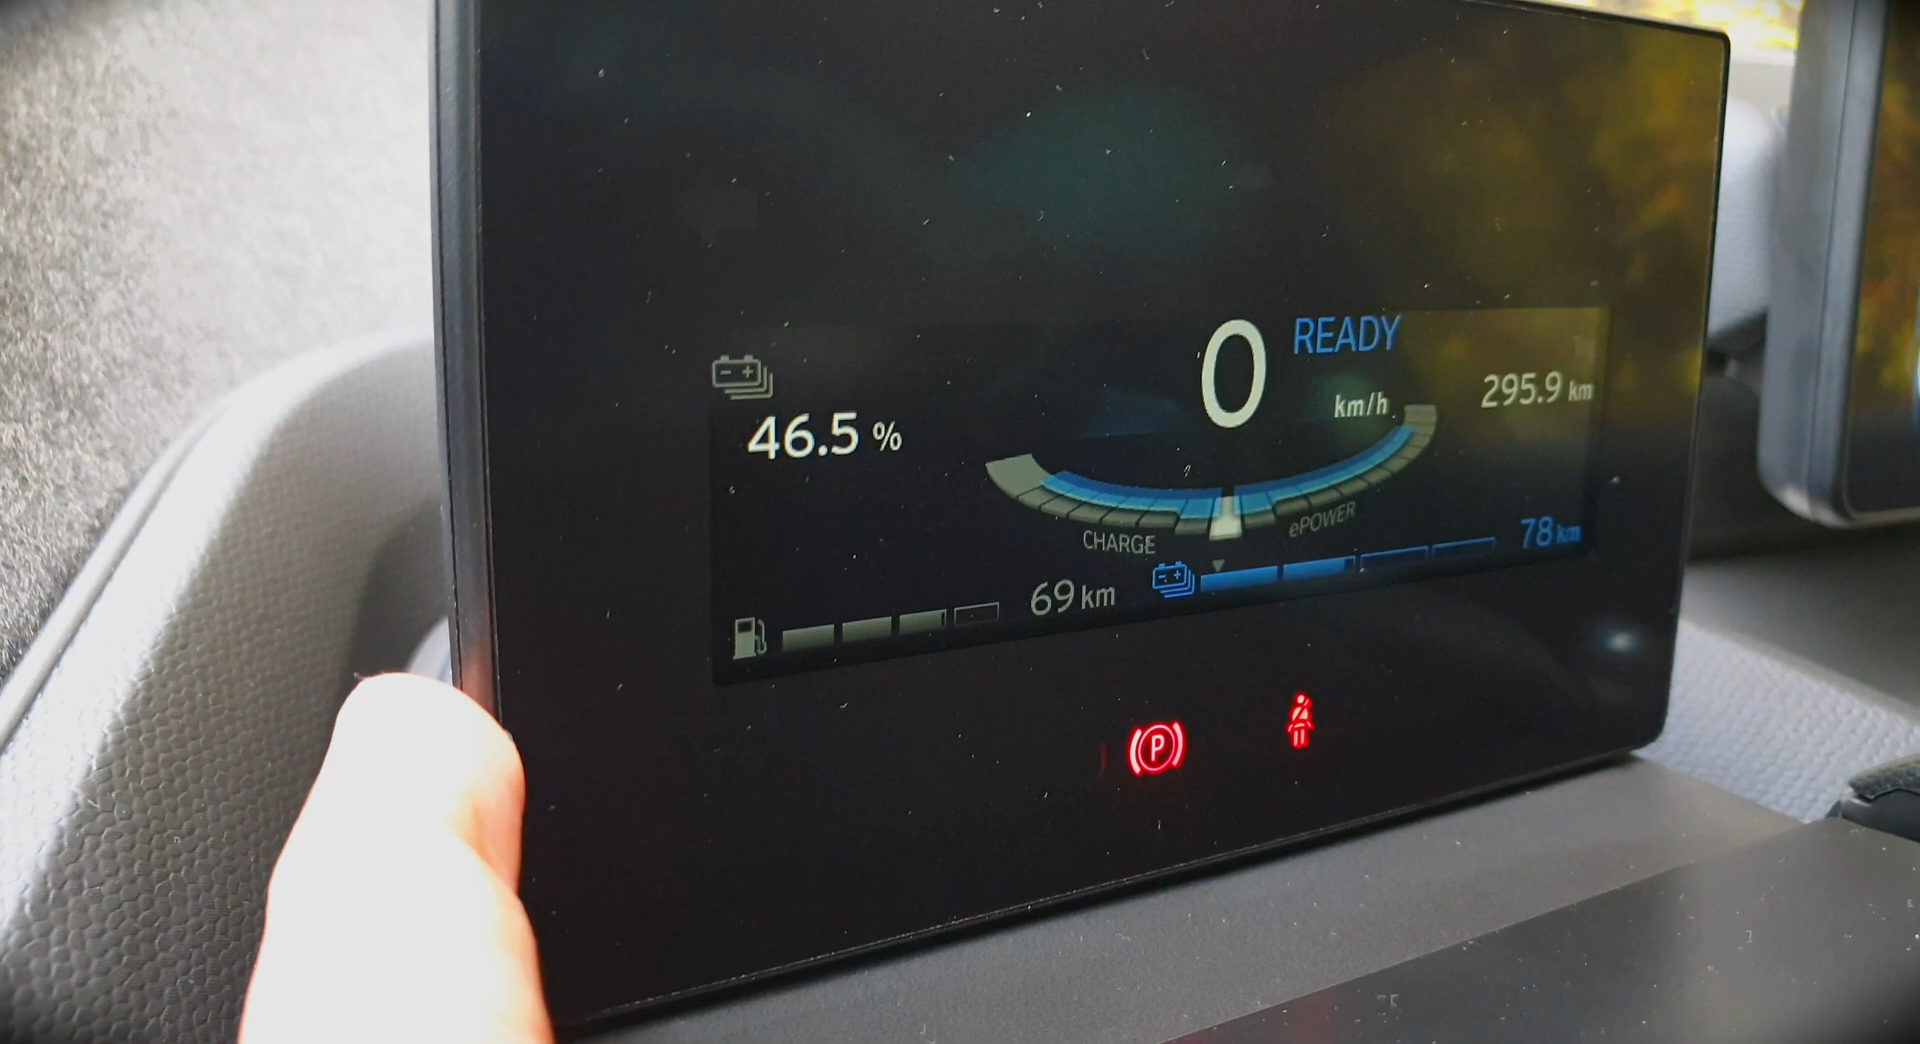 0 READY
km/h
295.9 km
46.5 %
CHARGE
ePOWER
78 km
69 km
P